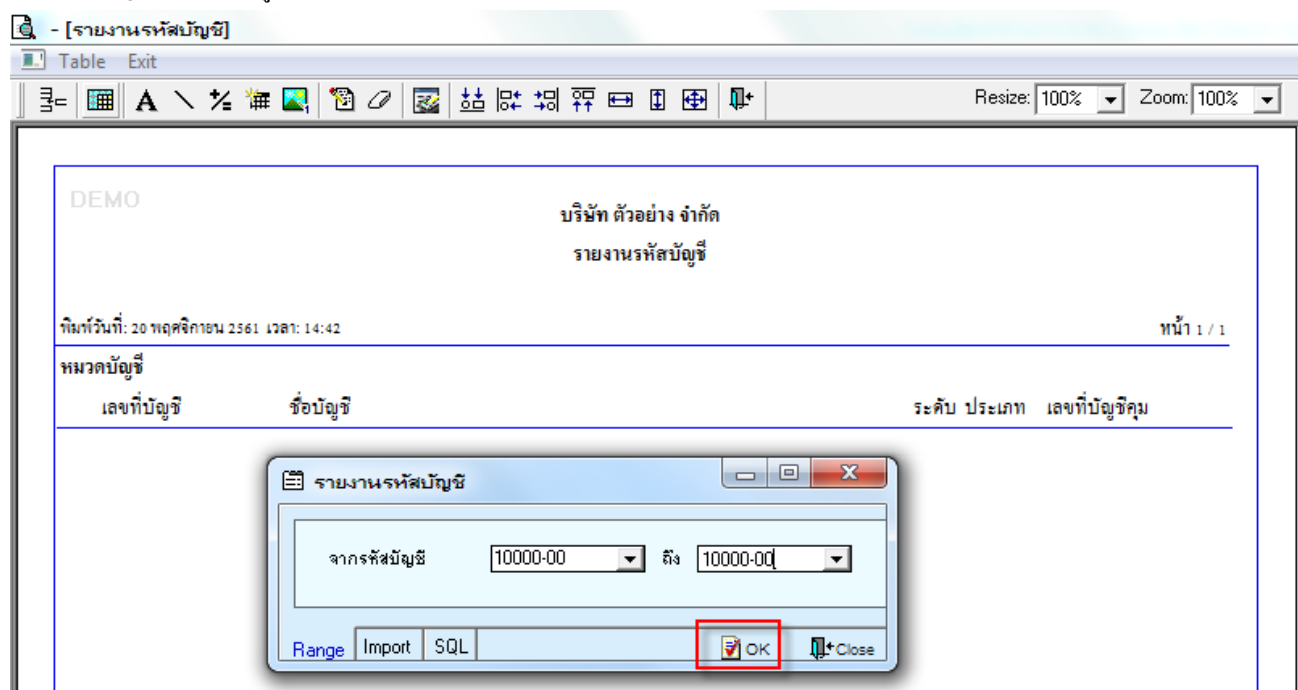 - [รายงานรหัสบัญชี]
Table Exit
Resize: 100% Zoom: 100%
DEMO
บริษัท ตัวอย่าง จำกัด
รายงานรหัสบัญชี
พิมพ์วันที่: 20 พฤศจิกายน 2561 เวลา: 14:42 หน้า 1 / 1
หมวดบัญชี
เลขที่บัญชี ชื่อบัญชี ระดับ ประเภท เลขที่บัญชีคุม
รายงานรหัสบัญชี
จากรหัสบัญชี 10000-00 ถึง 10000-00
Range Import SQL OK Close